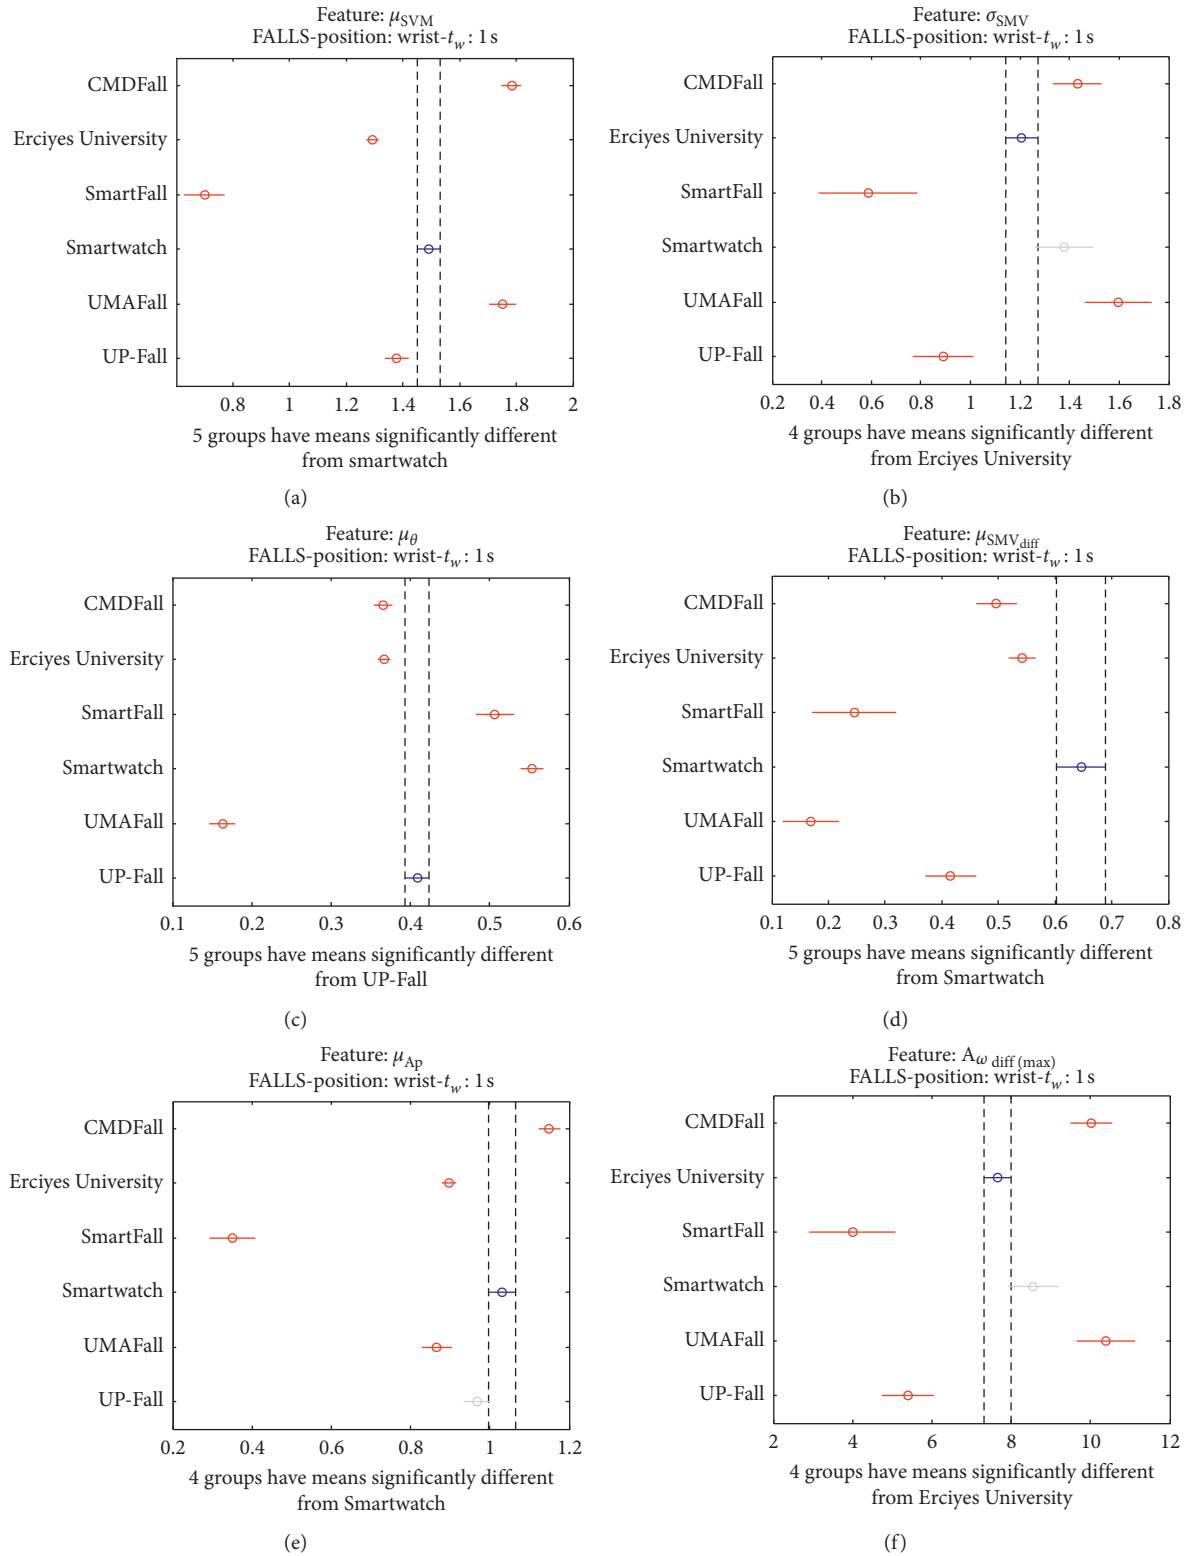 Feature: μSVM
FALLS-position: wrist-tw: 1 s
CMDFall
Erciyes University
SmartFall
Smartwatch
UMAFall
UP-Fall
0.8 1 1.2 1.4 1.6 1.8 2
5 groups have means significantly different
from smartwatch
(a)
Feature: σSMV
FALLS-position: wrist-tw: 1 s
CMDFall
Erciyes University
SmartFall
Smartwatch
UMAFall
UP-Fall
0.2 0.4 0.6 0.8 1 1.2 1.4 1.6 1.8
4 groups have means significantly different
from Erciyes University
(b)
Feature: μθ
FALLS-position: wrist-tw: 1 s
CMDFall
Erciyes University
SmartFall
Smartwatch
UMAFall
UP-Fall
0.1 0.2 0.3 0.4 0.5 0.6
5 groups have means significantly different
from UP-Fall
(c)
Feature: μSMVdiff
FALLS-position: wrist-tw: 1 s
CMDFall
Erciyes University
SmartFall
Smartwatch
UMAFall
UP-Fall
0.1 0.2 0.3 0.4 0.5 0.6 0.7 0.8
5 groups have means significantly different
from Smartwatch
(d)
Feature: μAp
FALLS-position: wrist-tw: 1 s
CMDFall
Erciyes University
SmartFall
Smartwatch
UMAFall
UP-Fall
0.2 0.4 0.6 0.8 1 1.2
4 groups have means significantly different
from Smartwatch
(e)
Feature: Aω diff (max)
FALLS-position: wrist-tw: 1 s
CMDFall
Erciyes University
SmartFall
Smartwatch
UMAFall
UP-Fall
2 4 6 8 10 12
4 groups have means significantly different
from Erciyes University
(f)